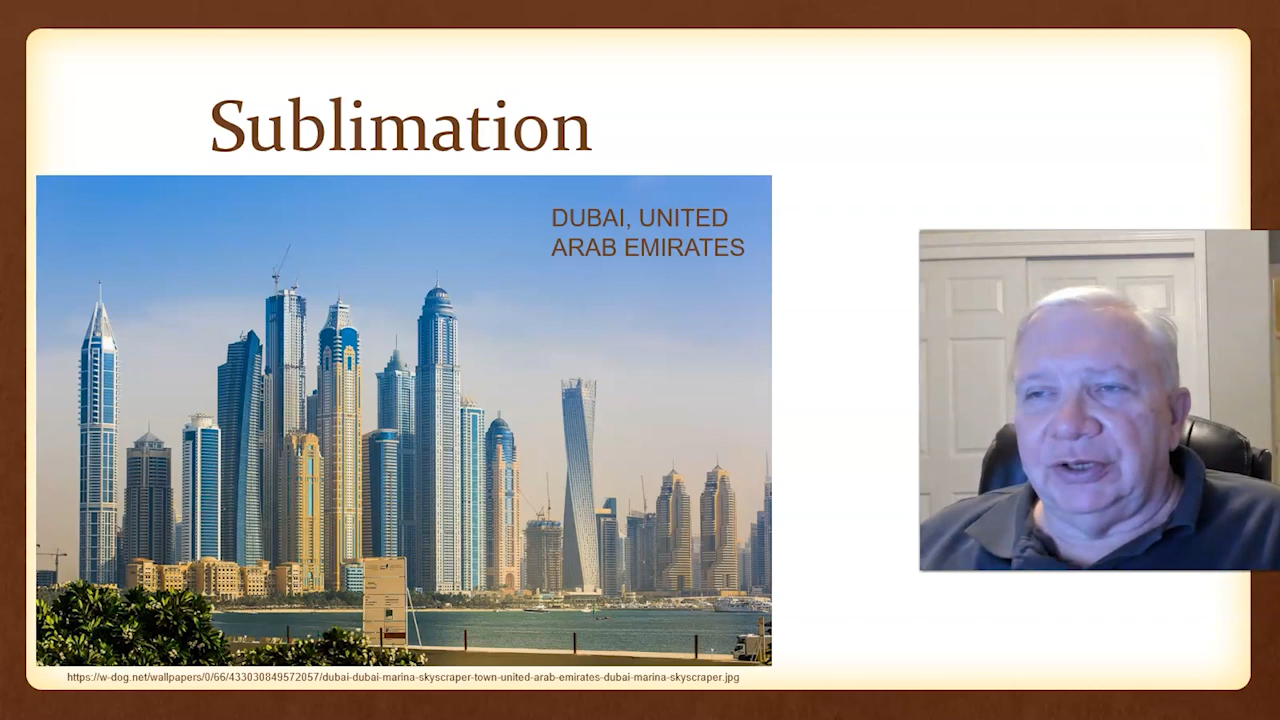 Sublimation
DUBAI, UNITED
ARAB EMIRATES
https://w-dog.net/wallpapers/0/66/433030849572057/dubai-dubai-marina-skyscraper-town-united-arab-emirates-dubai-marina-skyscraper.jpg